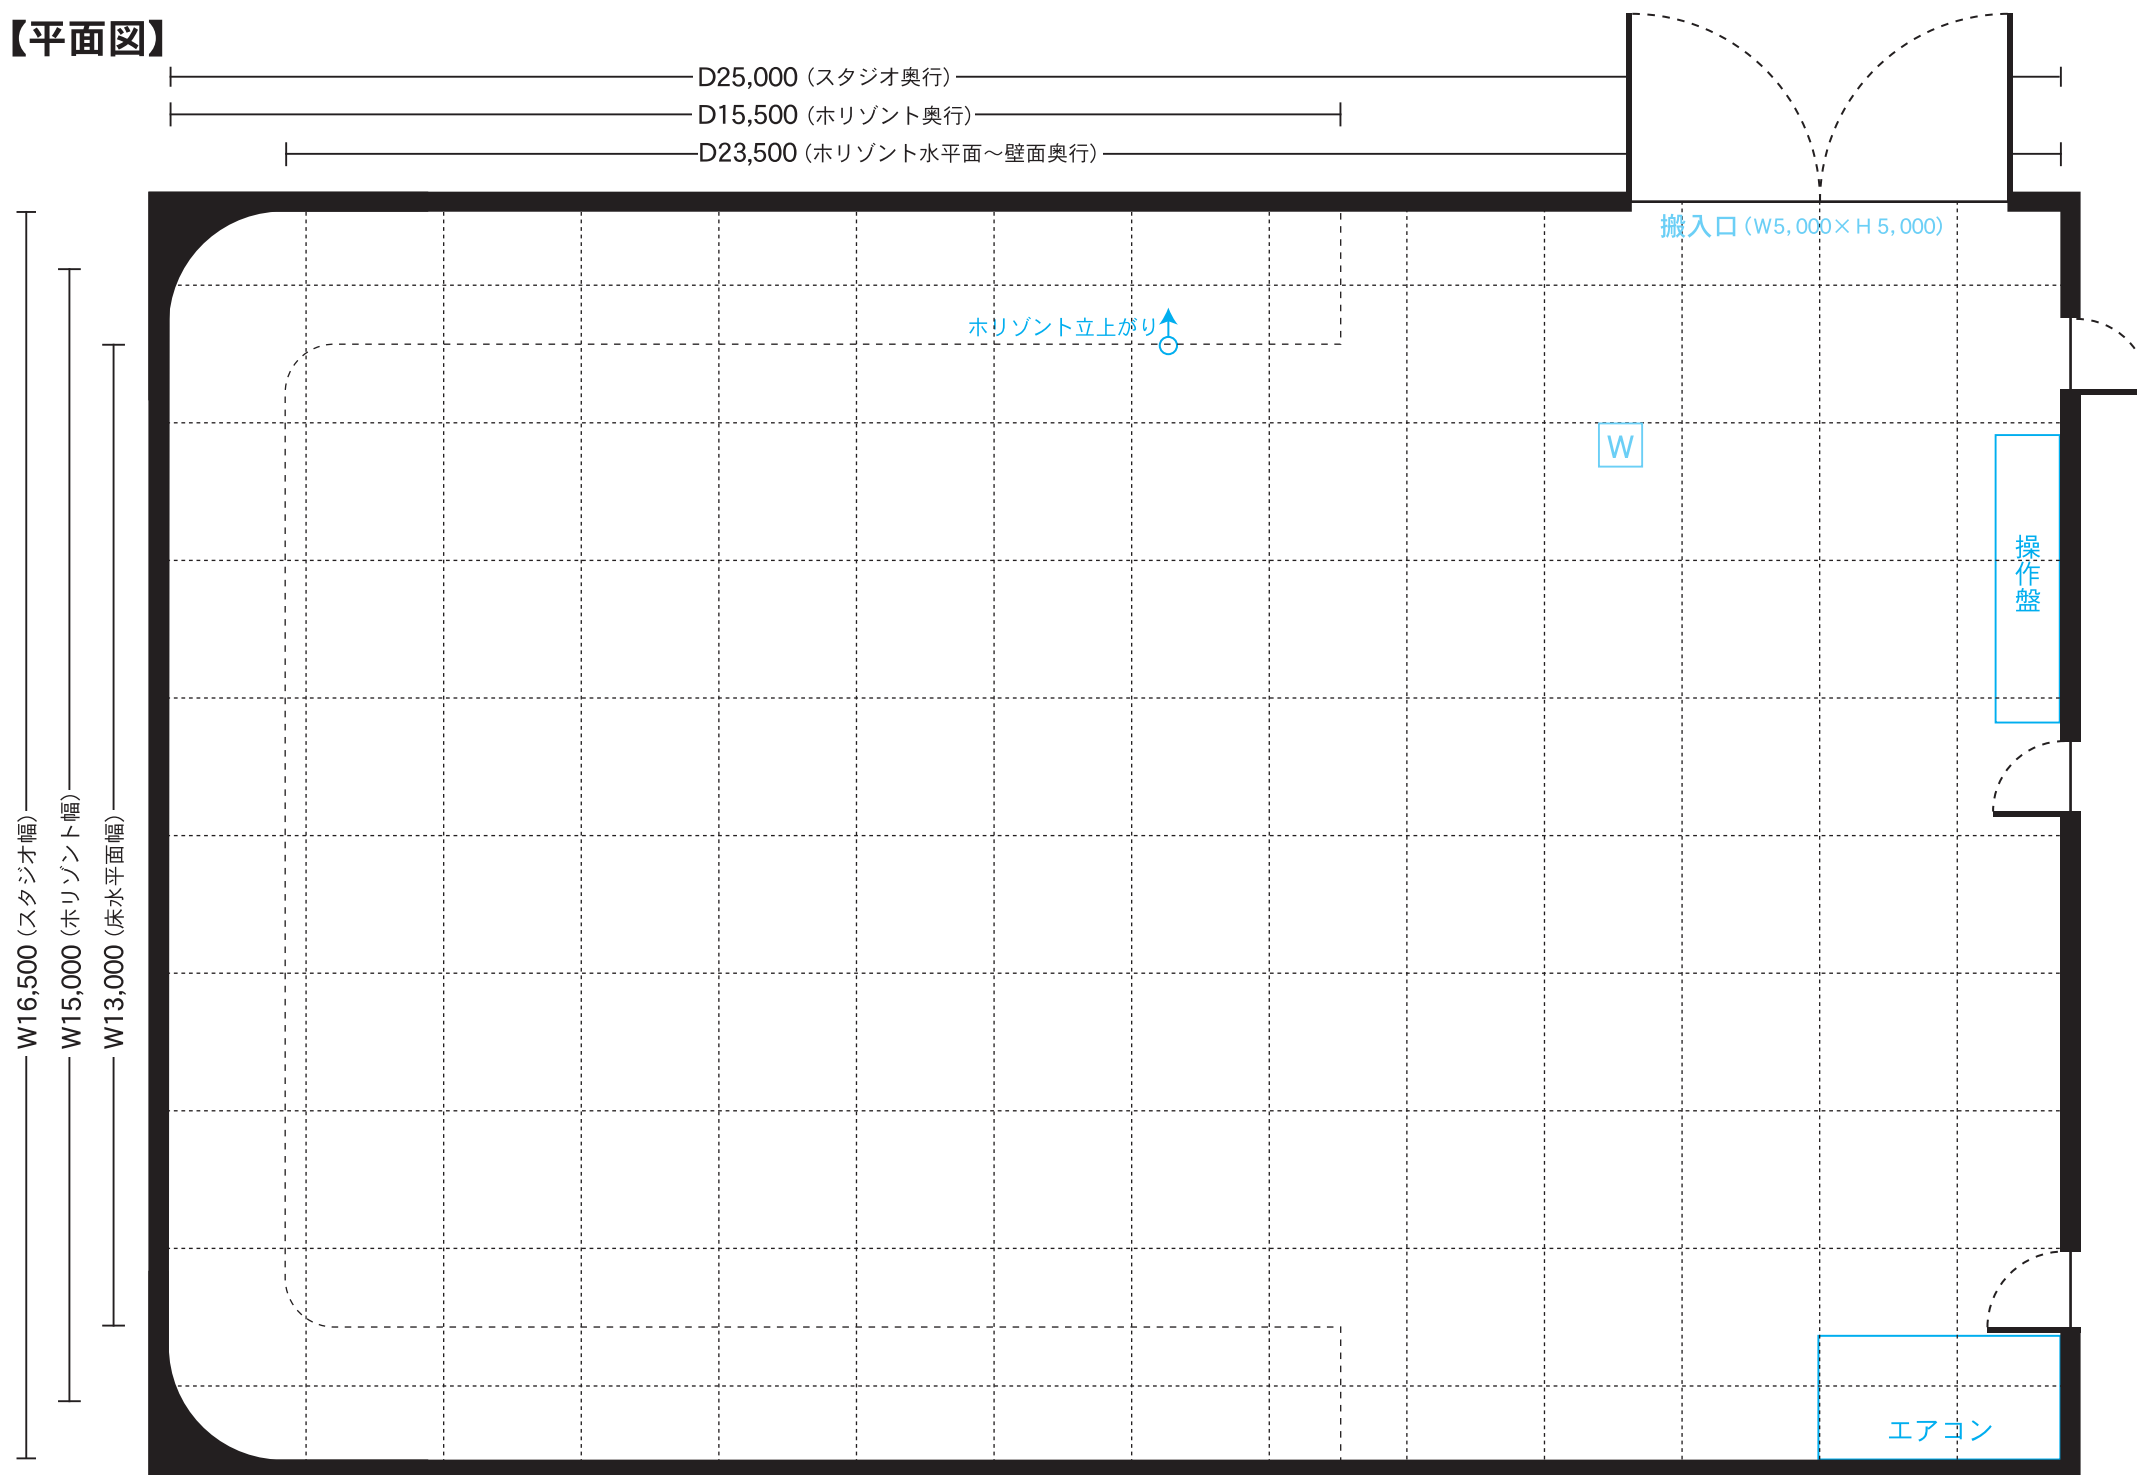 【平面図】
D25,000（スタジオ奥行）
D15,500（ホリゾント奥行）
D23,500（ホリゾント水平面〜壁面奥行）
搬入口（W5,000×H5,000）
ホリゾント立上がり
W
操作盤
W16,500（スタジオ幅）
W15,000（ホリゾント幅）
W13,000（床水平面幅）
エアコン